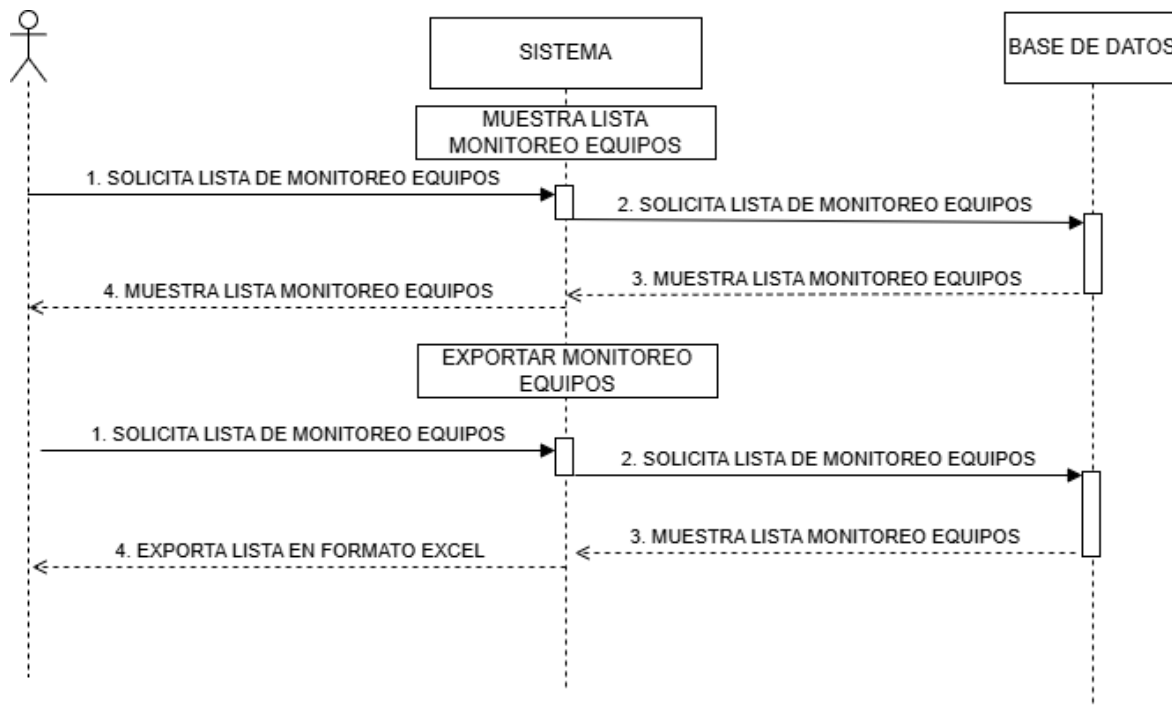 SISTEMA
BASE DE DATOS
MUESTRA LISTA
MONITOREO EQUIPOS
1. SOLICITA LISTA DE MONITOREO EQUIPOS
2. SOLICITA LISTA DE MONITOREO EQUIPOS
3. MUESTRA LISTA MONITOREO EQUIPOS
4. MUESTRA LISTA MONITOREO EQUIPOS
EXPORTAR MONITOREO
EQUIPOS
1. SOLICITA LISTA DE MONITOREO EQUIPOS
2. SOLICITA LISTA DE MONITOREO EQUIPOS
3. MUESTRA LISTA MONITOREO EQUIPOS
4. EXPORTA LISTA EN FORMATO EXCEL